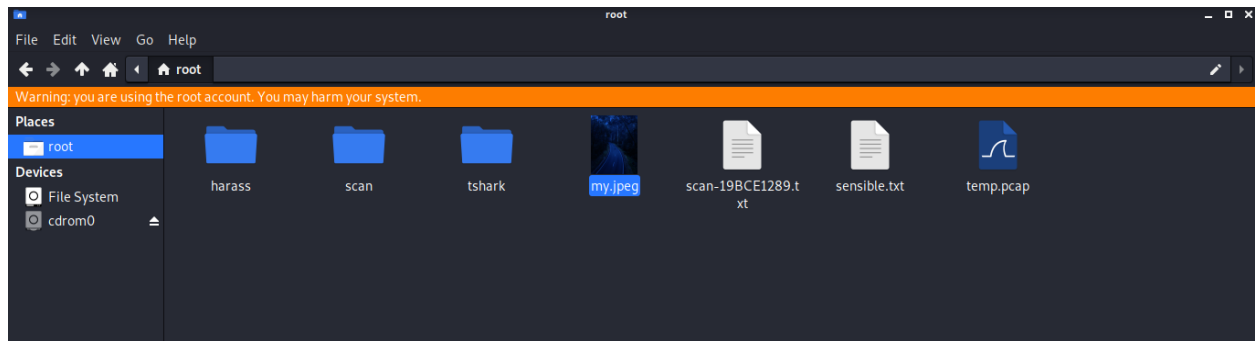 root
File Edit View Go Help
root
Warning: you are using the root account. You may harm your system.
Places
root
Devices
File System
cdrom0
harass
scan
tshark
my.jpeg
scan-19BCE1289.t
xt
sensible.txt
temp.pcap